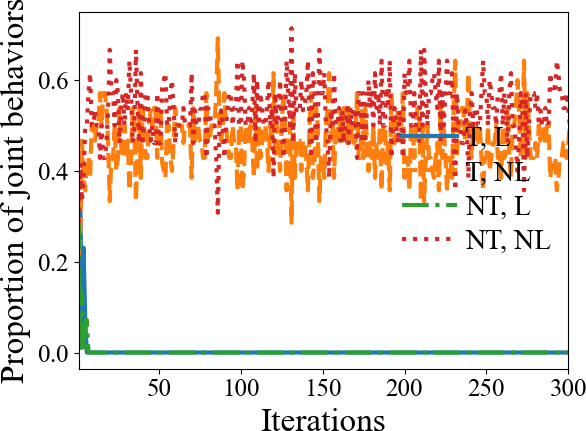 Proportion of joint behaviors
0.6
0.4
0.2
0.0
T, L
T, NL
NT, L
NT, NL
50
100
150
200
250
300
Iterations